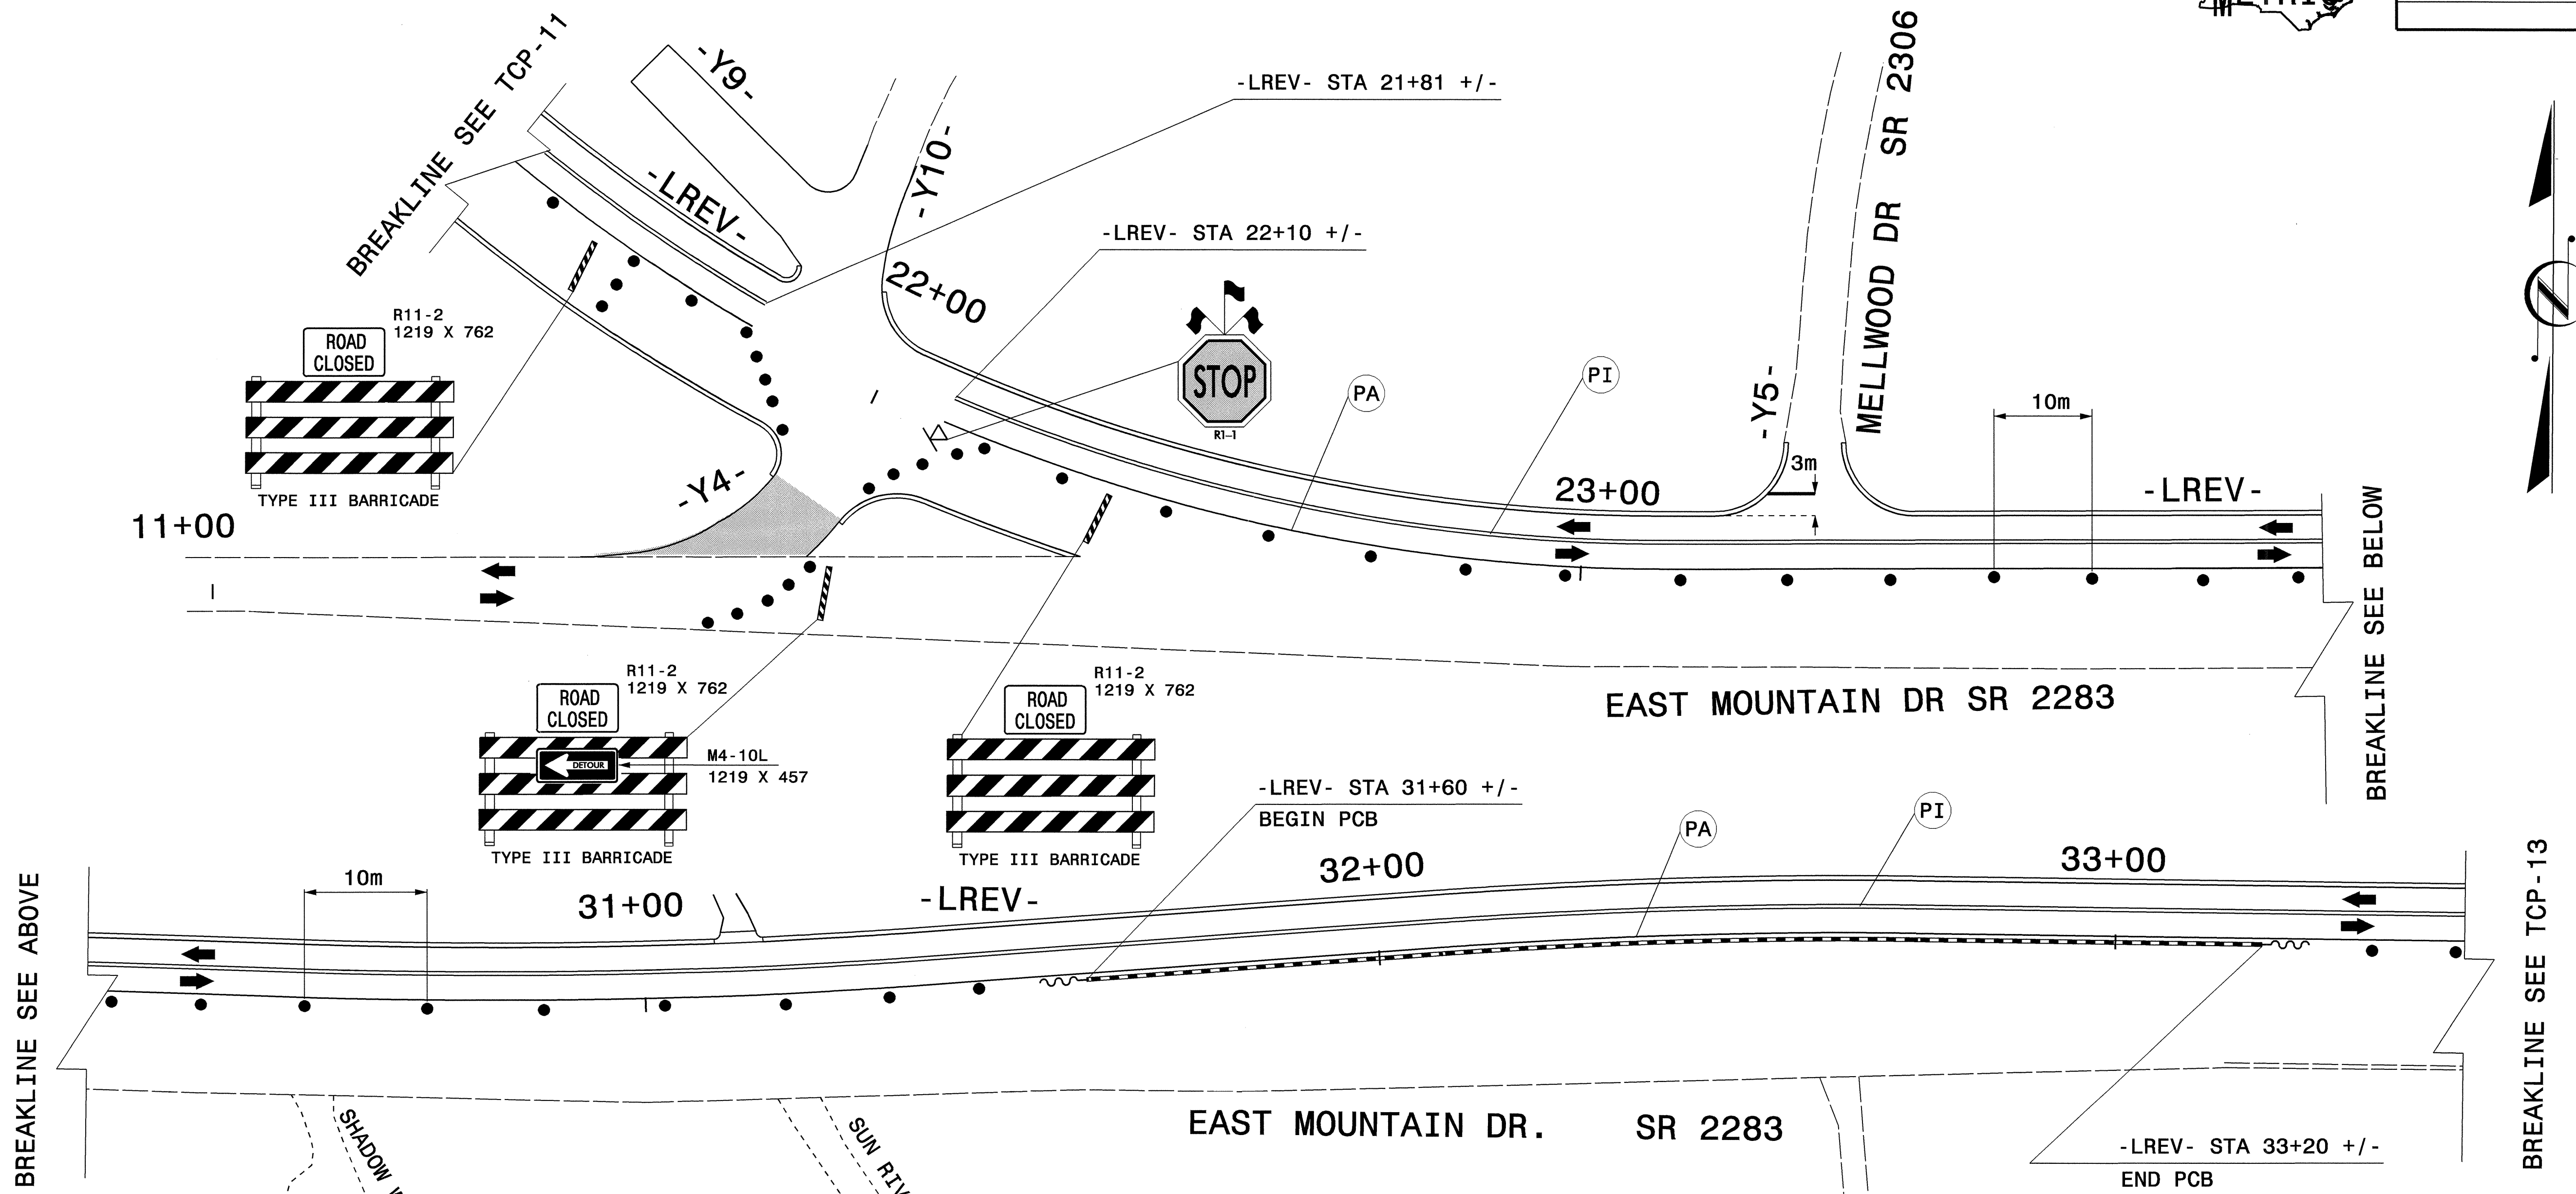 BREAKLINE SEE TCP-11
-Y9-
-LREV-
-Y10-
-LREV- STA 21+81 +/-
-LREV- STA 22+10 +/-
22+00
SR 2306
MELLWOOD DR
-Y5-
R11-2
1219 X 762
ROAD
CLOSED
TYPE III BARRICADE
STOP
R1-1
PA
PI
10m
3m
23+00
-LREV-
-Y4-
11+00
BREAKLINE SEE BELOW
R11-2
1219 X 762
ROAD
CLOSED
DETOUR
M4-10L
1219 X 457
TYPE III BARRICADE
R11-2
1219 X 762
ROAD
CLOSED
TYPE III BARRICADE
EAST MOUNTAIN DR SR 2283
-LREV- STA 31+60 +/-
BEGIN PCB
PA
PI
BREAKLINE SEE ABOVE
10m
31+00
-LREV-
32+00
33+00
BREAKLINE SEE TCP-13
SHADOW
SUN
EAST MOUNTAIN DR. SR 2283
-LREV- STA 33+20 +/-
END PCB